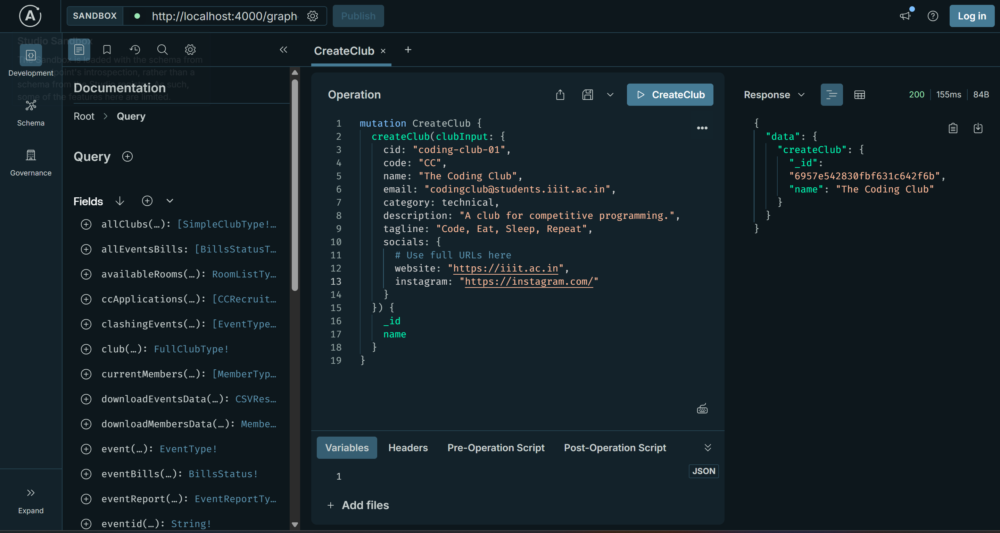 SANDBOX
http://localhost:4000/graph
Publish
Log in
Studio Sandbox
The Sandbox is loaded with the schema from
endpoint's introspection, rather than a
schema from the Studio registry. As such,
some of the features here are limited.
Development
Schema
Governance
Expand
Documentation
Root > Query
Query
Fields
allClubs(…): [SimpleClubType!…
allEventsBills: [BillsStatusT…
availableRooms(…): RoomListTy…
ccApplications(…): [CCRecruit…
clashingEvents(…): [EventType…
club(…): FullClubType!
currentMembers(…): [MemberTyp…
downloadEventsData(…): CSVRes…
downloadMembersData(…): Membe…
event(…): EventType!
eventBills(…): BillsStatus!
eventReport(…): EventReportTy…
eventid(…): String!
CreateClub × +
Operation
CreateClub
1 mutation CreateClub {
2 createClub(clubInput: {
3 cid: "coding-club-01",
4 code: "CC",
5 name: "The Coding Club",
6 email: "codingclub@students.iiit.ac.in",
7 category: technical,
8 description: "A club for competitive programming.",
9 tagline: "Code, Eat, Sleep, Repeat",
10 socials: {
11 # Use full URLs here
12 website: "https://iiit.ac.in",
13 instagram: "https://instagram.com/"
14 }
15 }) {
16 _id
17 name
18 }
19 }
Variables Headers Pre-Operation Script Post-Operation Script
1
JSON
+ Add files
Response
200 155ms 84B
{
"data": {
"createClub": {
"_id":
"6957e542830fbf631c642f6b",
"name": "The Coding Club"
}
}
}